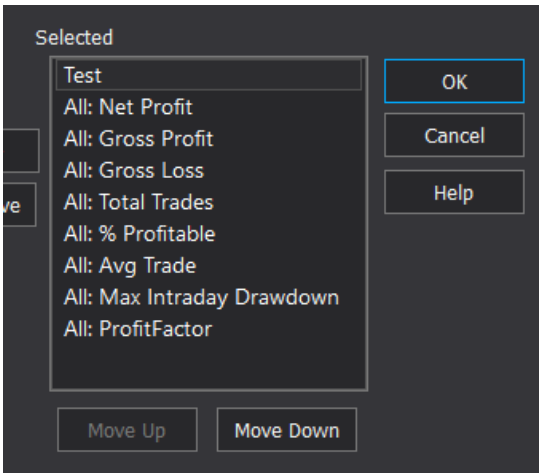 Selected
Test
All: Net Profit
All: Gross Profit
All: Gross Loss
All: Total Trades
All: % Profitable
All: Avg Trade
All: Max Intraday Drawdown
All: ProfitFactor
OK
Cancel
Help
ve
Move Up
Move Down